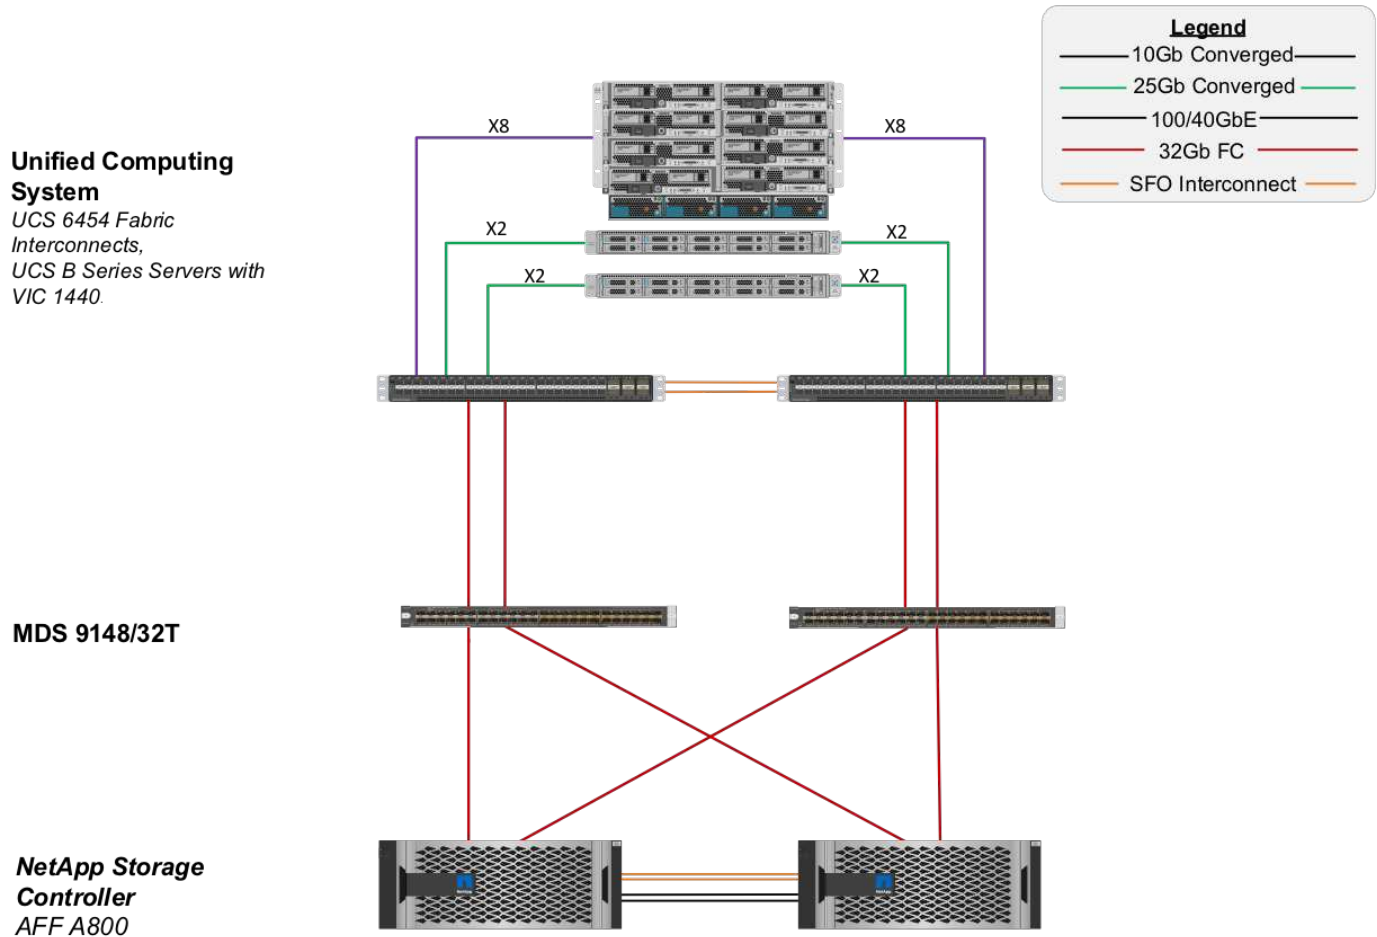 Legend
10Gb Converged
25Gb Converged
100/40GbE
32Gb FC
SFO Interconnect
X8
X8
Unified Computing
System
UCS 6454 Fabric
Interconnects,
UCS B Series Servers with
VIC 1440.
X2
X2
X2
X2
MDS 9148/32T
NetApp Storage
Controller
AFF A800
NetApp
NetApp